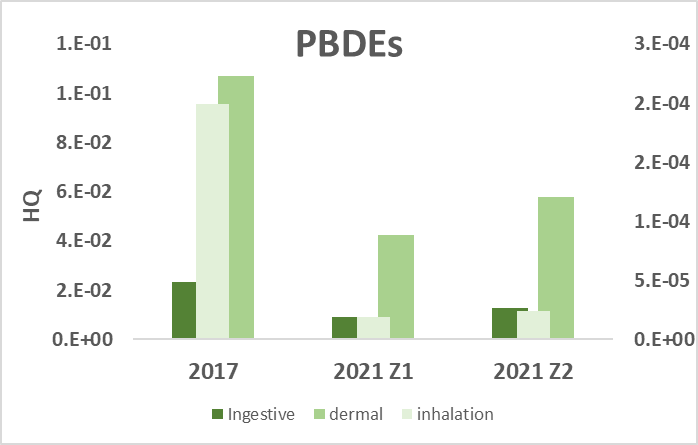 PBDEs
1.E-01
1.E-01
8.E-02
6.E-02
4.E-02
2.E-02
0.E+00
HQ
3.E-04
2.E-04
2.E-04
1.E-04
5.E-05
0.E+00
2017 2021 Z1 2021 Z2
Ingestive dermal inhalation